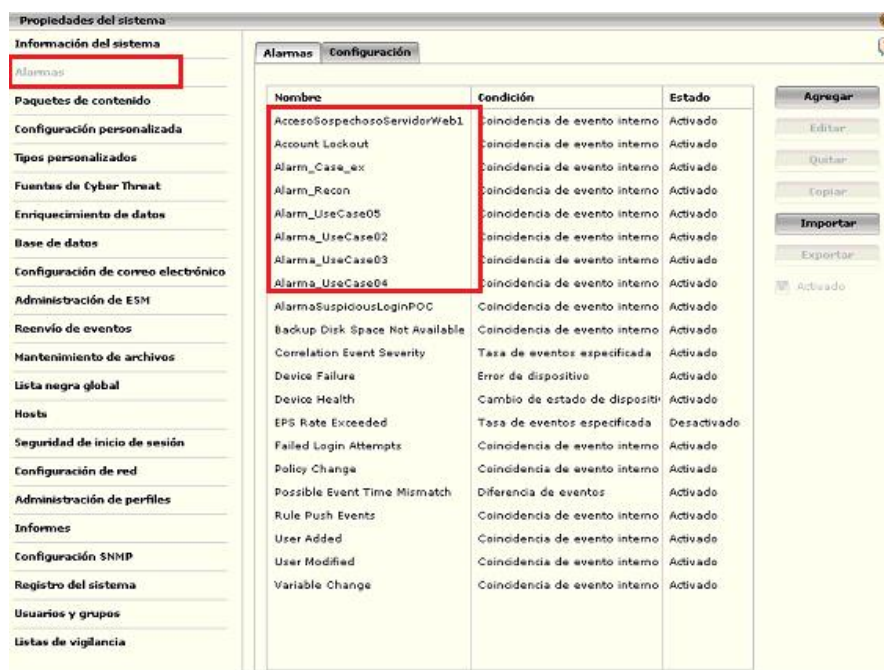 Propiedades del sistema
Información del sistema
Alarmas
Paquetes de contenido
Configuración personalizada
Tipos personalizados
Fuentes de Cyber Threat
Enriquecimiento de datos
Base de datos
Configuración de correo electrónico
Administración de ESM
Reenvío de eventos
Mantenimiento de archivos
Lista negra global
Hosts
Seguridad de inicio de sesión
Configuración de red
Administración de perfiles
Informes
Configuración SNMP
Registro del sistema
Usuarios y grupos
Listas de vigilancia
Alarmas Configuración
Nombre Condición Estado
AccesoSospechosoServidorWeb1 Coincidencia de evento interno Activado
Account Lockout Coincidencia de evento interno Activado
Alarm_Case_ex Coincidencia de evento interno Activado
Alarm_Recon Coincidencia de evento interno Activado
Alarm_UseCase05 Coincidencia de evento interno Activado
Alarma_UseCase02 Coincidencia de evento interno Activado
Alarma_UseCase03 Coincidencia de evento interno Activado
Alarma_UseCase04 Coincidencia de evento interno Activado
AlarmaSuspiciousLoginPOC Coincidencia de evento interno Activado
Backup Disk Space Not Available Coincidencia de evento interno Activado
Correlation Event Severity Tasa de eventos especificada Activado
Device Failure Error de dispositivo Activado
Device Health Cambio de estado de dispositi Activado
EPS Rate Exceeded Tasa de eventos especificada Desactivado
Failed Login Attempts Coincidencia de evento interno Activado
Policy Change Coincidencia de evento interno Activado
Possible Event Time Mismatch Diferencia de eventos Activado
Rule Push Events Coincidencia de evento interno Activado
User Added Coincidencia de evento interno Activado
User Modified Coincidencia de evento interno Activado
Variable Change Coincidencia de evento interno Activado
Agregar
Editar
Quitar
Copiar
Importar
Exportar
Activado